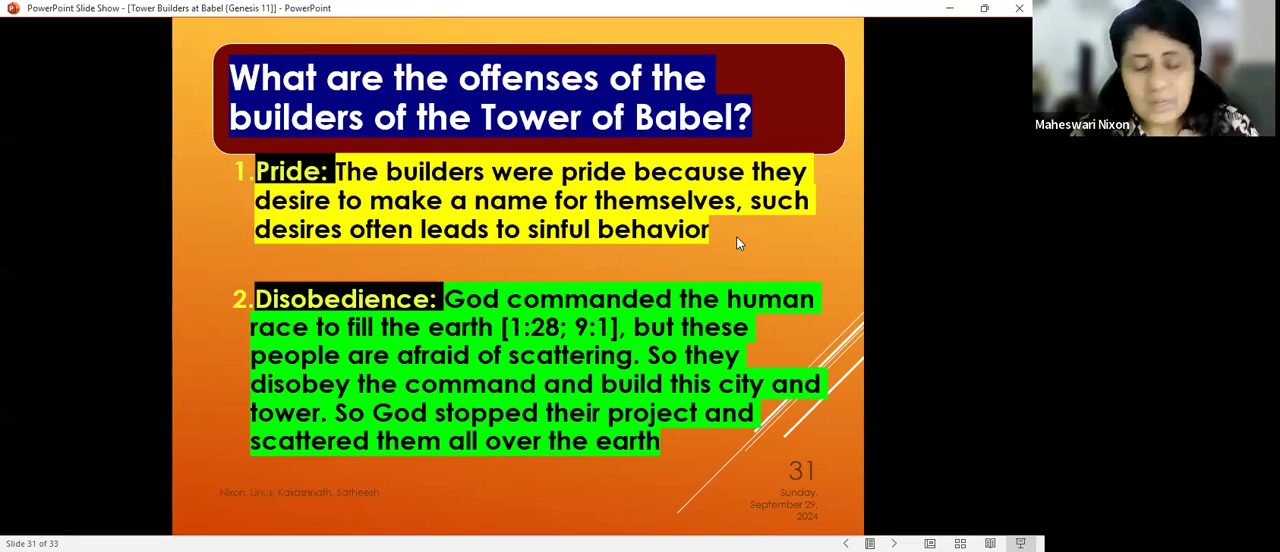 PowerPoint Slide Show - [Tower Builders at Babel {Genesis 11}] - PowerPoint
What are the offenses of the
builders of the Tower of Babel?
1.Pride: The builders were pride because they
desire to make a name for themselves, such
desires often leads to sinful behavior
2.Disobedience: God commanded the human
race to fill the earth [1:28; 9:1], but these
people are afraid of scattering. So they
disobey the command and build this city and
tower. So God stopped their project and
scattered them all over the earth
Nixon, Linus, Kailasnnath, Satheesh
31
Sunday,
September 29,
2024
Slide 31 of 33
Maheswari Nixon